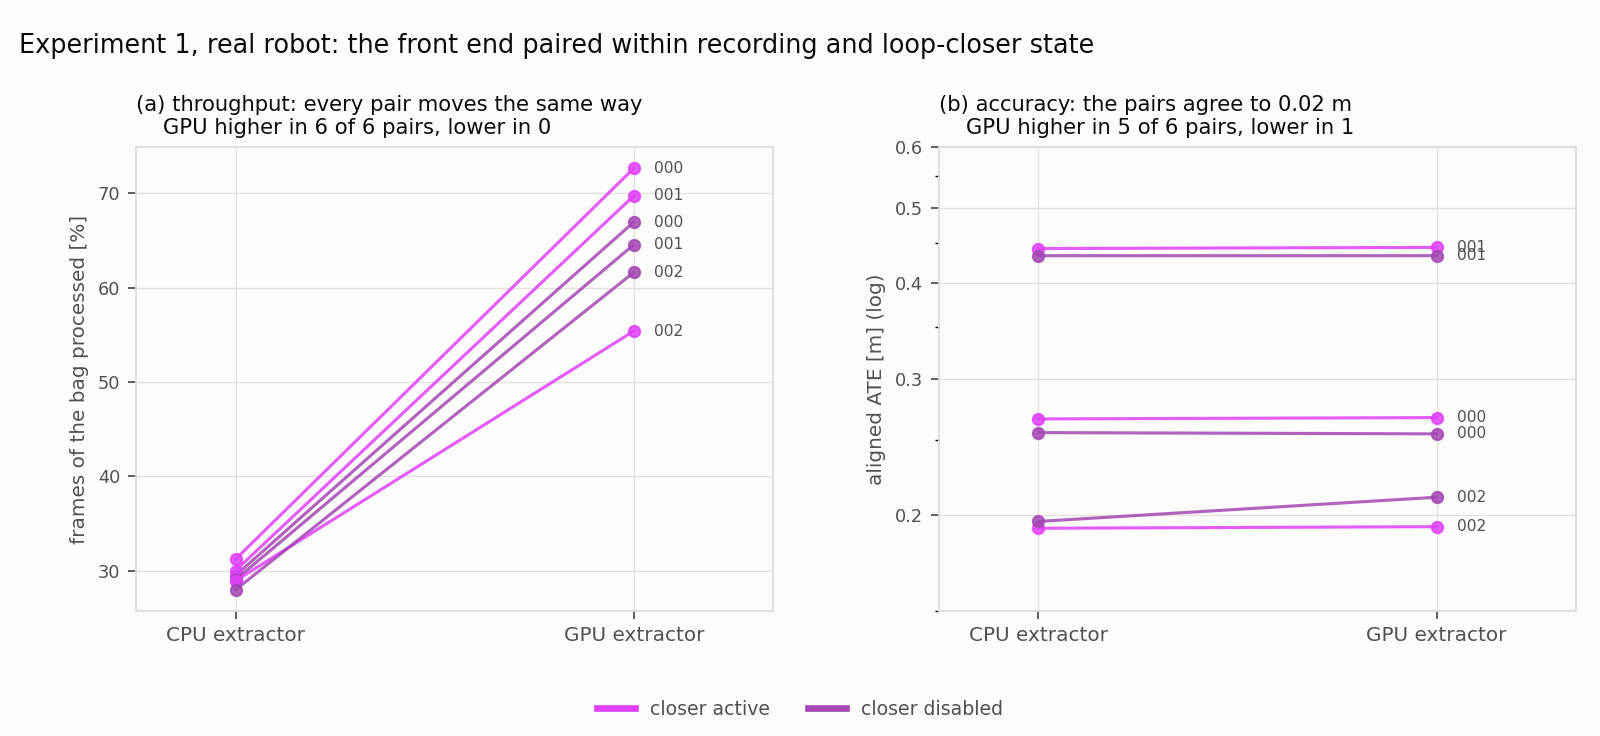 Experiment 1, real robot: the front end paired within recording and loop-closer state
(a) throughput: every pair moves the same way
GPU higher in 6 of 6 pairs, lower in 0
frames of the bag processed [%]
70
60
50
40
30
000
001
000
001
002
002
CPU extractor
GPU extractor
(b) accuracy: the pairs agree to 0.02 m
GPU higher in 5 of 6 pairs, lower in 1
aligned ATE [m] (log)
0.6
0.5
0.4
0.3
0.2
001
001
000
000
002
002
CPU extractor
GPU extractor
closer active
closer disabled